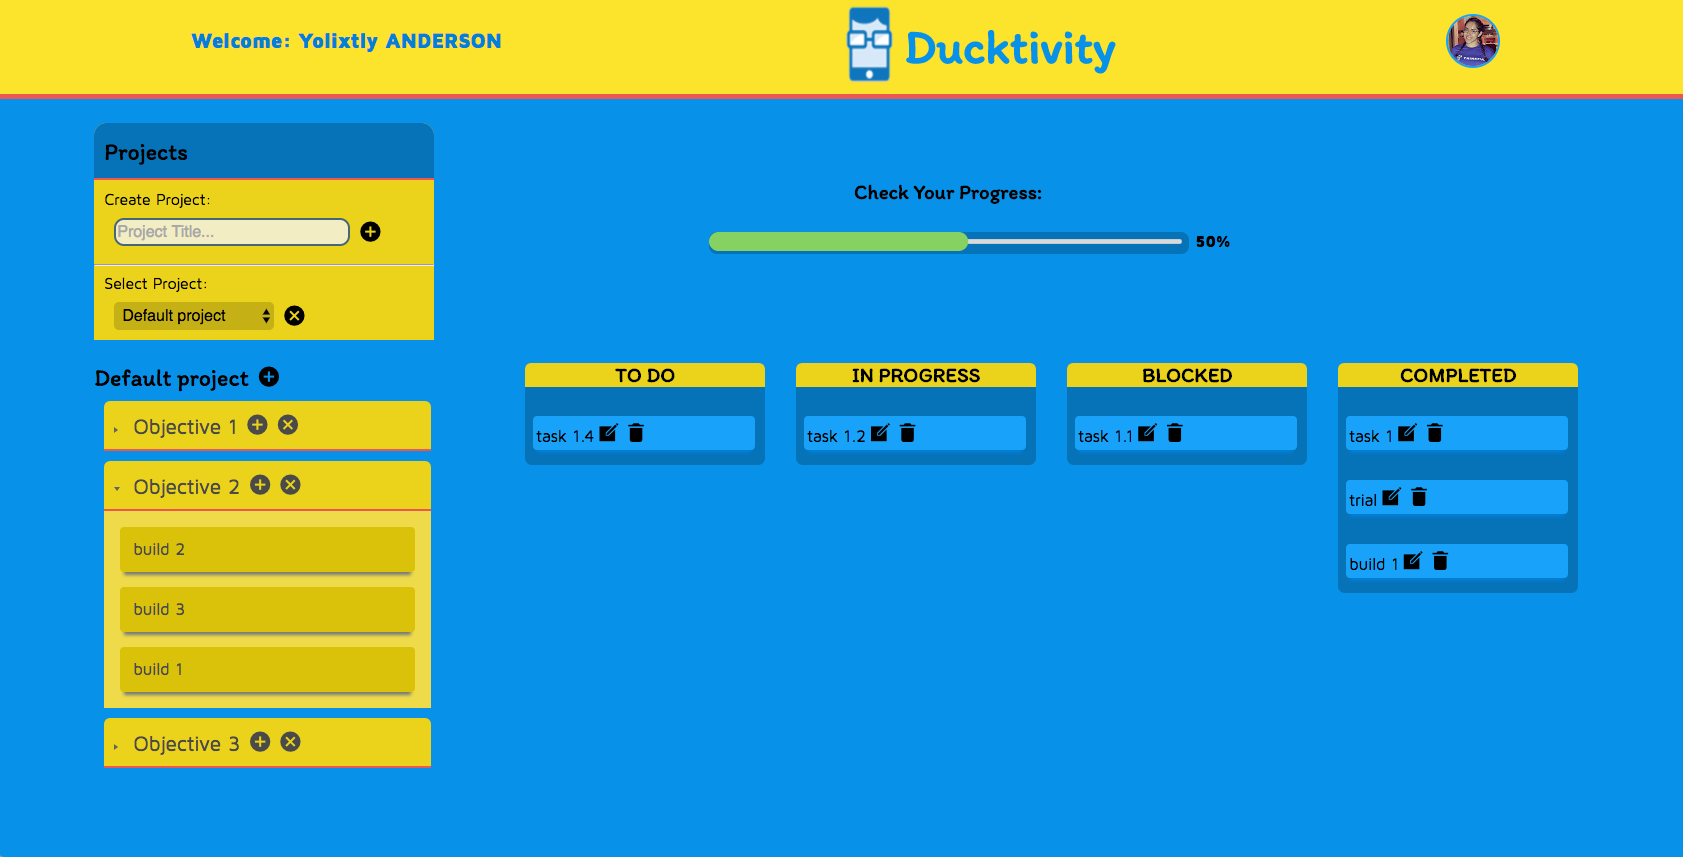 Welcome: Yolixtly ANDERSON
Ducktivity
Projects
Create Project:
Project Title...
Select Project:
Default project
Default project
Objective 1
Objective 2
build 2
build 3
build 1
Objective 3
Check Your Progress:
50%
TO DO
task 1.4
IN PROGRESS
task 1.2
BLOCKED
task 1.1
COMPLETED
task 1
trial
build 1